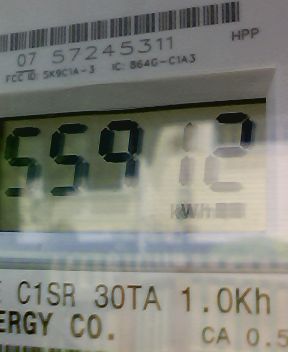 07 57245311
HPP
FCC ID: SK9C1A-3 IC: 864G-C1A3
55912
kWh
C1SR 30TA 1.0Kh
ERGY CO.
CA 0.5